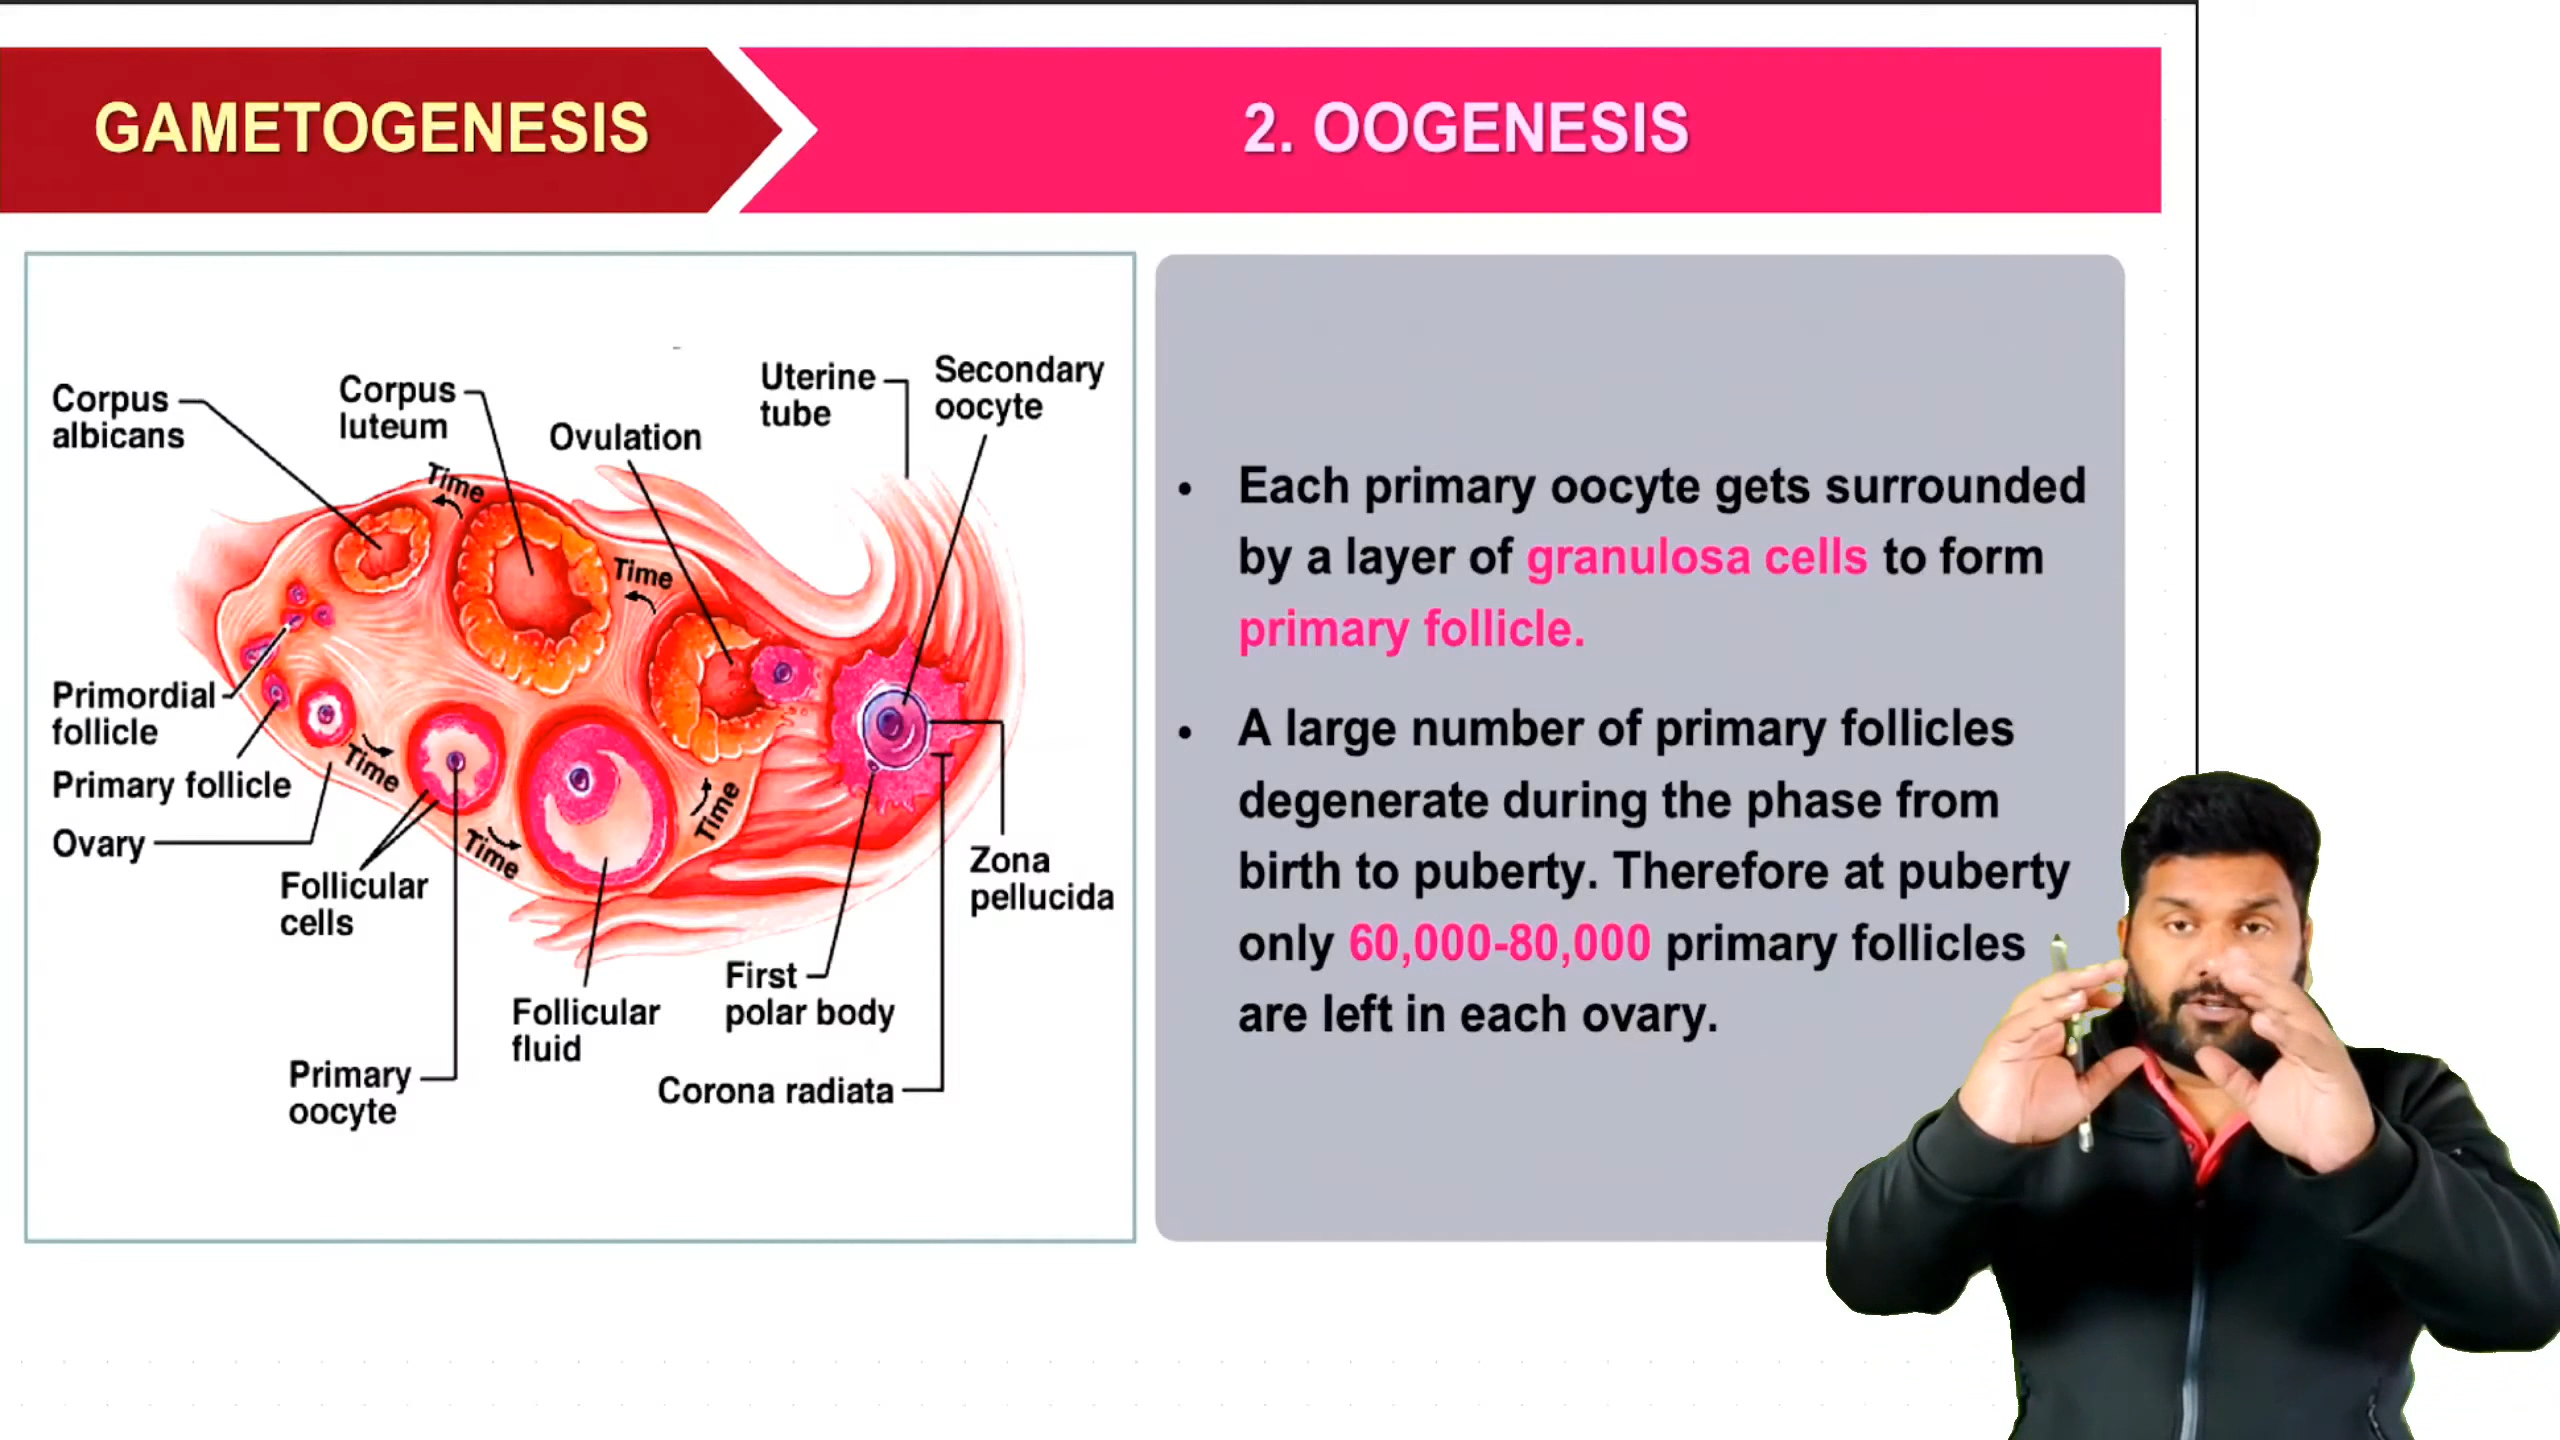 GAMETOGENESIS
2. OOGENESIS
Corpus
albicans
Corpus
luteum
Ovulation
Uterine
tube
Secondary
oocyte
Time
Time
Primordial
follicle
Primary follicle
Ovary
Time
Time
Time
Follicular
cells
Zona
pellucida
First
polar body
Follicular
fluid
Primary
oocyte
Corona radiata
• Each primary oocyte gets surrounded
by a layer of granulosa cells to form
primary follicle.
• A large number of primary follicles
degenerate during the phase from
birth to puberty. Therefore at puberty
only 60,000-80,000 primary follicles
are left in each ovary.